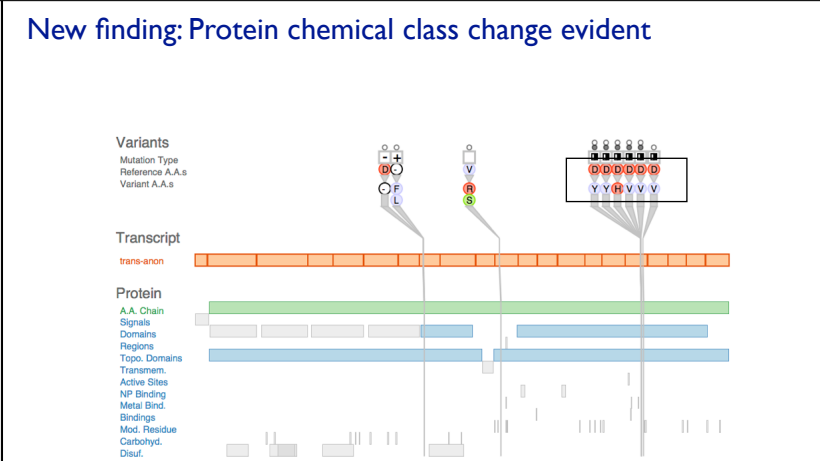 New finding: Protein chemical class change evident
Variants
Mutation Type
- +
Reference A.A.s
D - V D D D D D D
Variant A.A.s
- F R Y Y H V V V
L S
Transcript
trans-anon
Protein
A.A. Chain
Signals
Domains
Regions
Topo. Domains
Transmem.
Active Sites
NP Binding
Metal Bind.
Bindings
Mod. Residue
Carbohyd.
Disuf.